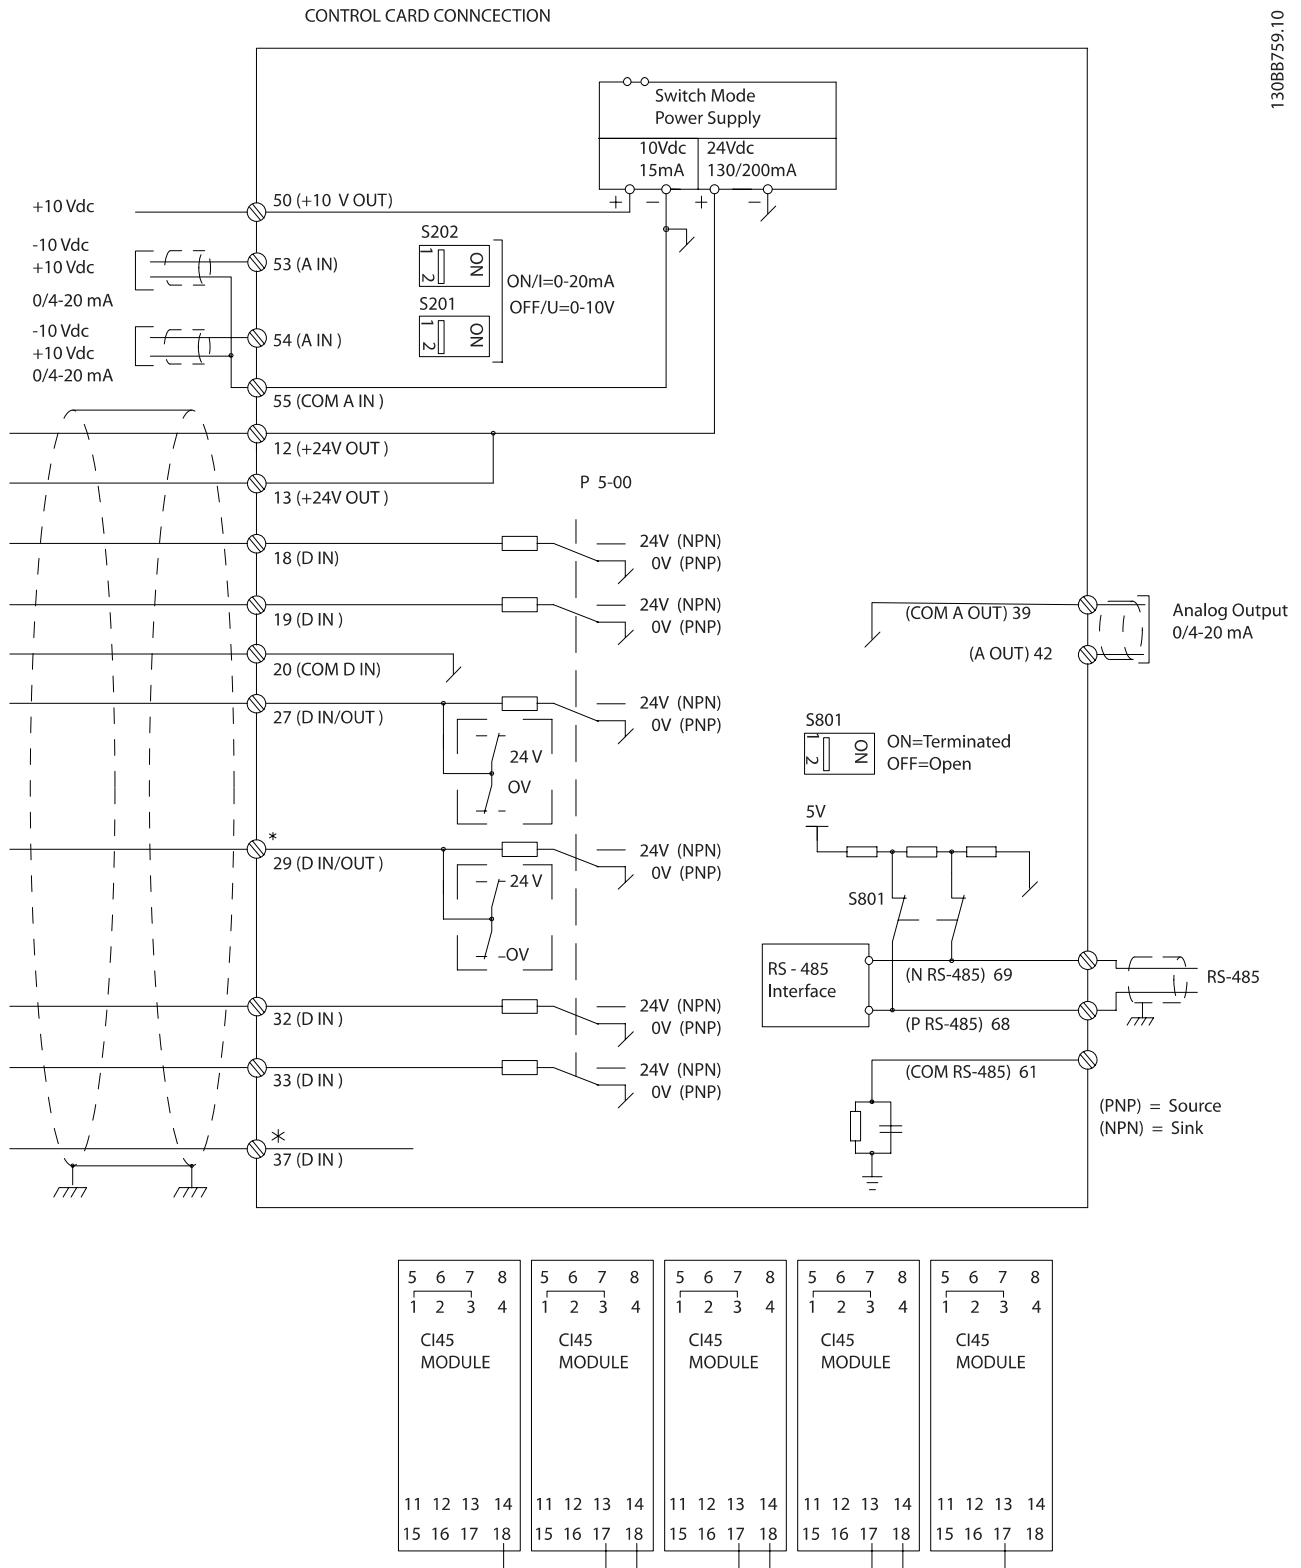 CONTROL CARD CONNCECTION
130BB759.10
Switch Mode
Power Supply
10Vdc
15mA
24Vdc
130/200mA
+ − + −
+10 Vdc
50 (+10 V OUT)
-10 Vdc
+10 Vdc
0/4-20 mA
53 (A IN)
S202
1
2
ON
ON/I=0-20mA
OFF/U=0-10V
S201
1
2
ON
-10 Vdc
+10 Vdc
0/4-20 mA
54 (A IN )
55 (COM A IN )
12 (+24V OUT )
13 (+24V OUT )
P 5-00
18 (D IN)
24V (NPN)
0V (PNP)
19 (D IN )
24V (NPN)
0V (PNP)
20 (COM D IN)
27 (D IN/OUT )
24V (NPN)
0V (PNP)
24 V
OV
*
29 (D IN/OUT )
24V (NPN)
0V (PNP)
24 V
OV
32 (D IN )
24V (NPN)
0V (PNP)
33 (D IN )
24V (NPN)
0V (PNP)
*
37 (D IN )
(COM A OUT) 39
(A OUT) 42
Analog Output
0/4-20 mA
S801
1
2
ON
ON=Terminated
OFF=Open
5V
S801
RS - 485
Interface
(N RS-485) 69
(P RS-485) 68
RS-485
(COM RS-485) 61
(PNP) = Source
(NPN) = Sink
5 6 7 8
1 2 3 4
CI45
MODULE
11 12 13 14
15 16 17 18
5 6 7 8
1 2 3 4
CI45
MODULE
11 12 13 14
15 16 17 18
5 6 7 8
1 2 3 4
CI45
MODULE
11 12 13 14
15 16 17 18
5 6 7 8
1 2 3 4
CI45
MODULE
11 12 13 14
15 16 17 18
5 6 7 8
1 2 3 4
CI45
MODULE
11 12 13 14
15 16 17 18